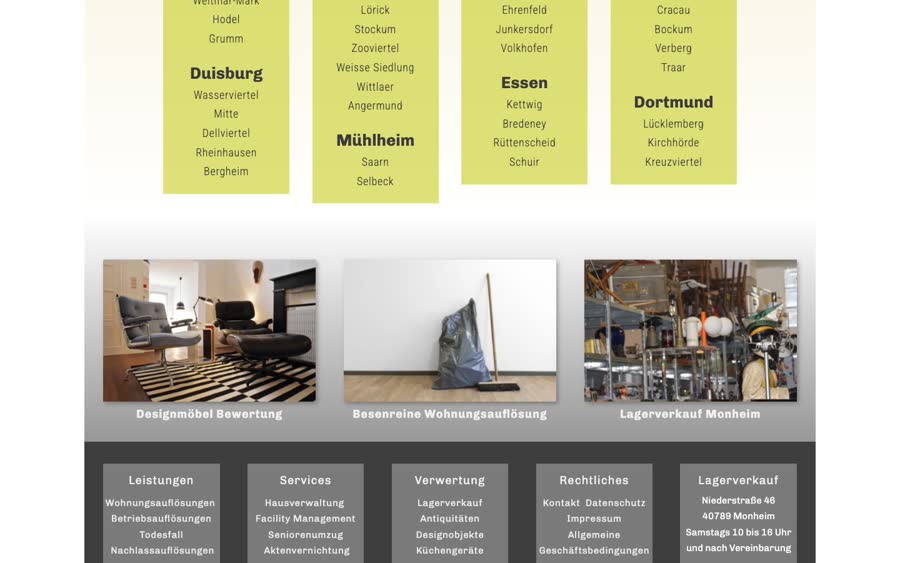 Weitmar-Mark
Hodel
Grumm
Duisburg
Wasserviertel
Mitte
Dellviertel
Rheinhausen
Bergheim
Lörick
Stockum
Zooviertel
Weisse Siedlung
Wittlaer
Angermund
Mühlheim
Saarn
Selbeck
Ehrenfeld
Junkersdorf
Volkhofen
Essen
Kettwig
Bredeney
Rüttenscheid
Schuir
Cracau
Bockum
Verberg
Traar
Dortmund
Lücklemberg
Kirchhörde
Kreuzviertel
Designmöbel Bewertung
Besenreine Wohnungsauflösung
Lagerverkauf Monheim
Leistungen
Wohnungsauflösungen
Betriebsauflösungen
Todesfall
Nachlassauflösungen
Services
Hausverwaltung
Facility Management
Seniorenumzug
Aktenvernichtung
Verwertung
Lagerverkauf
Antiquitäten
Designobjekte
Küchengeräte
Rechtliches
Kontakt Datenschutz
Impressum
Allgemeine
Geschäftsbedingungen
Lagerverkauf
Niederstraße 46
40789 Monheim
Samstags 10 bis 16 Uhr
und nach Vereinbarung